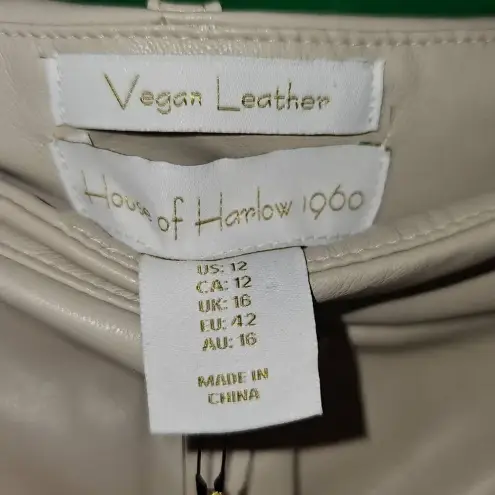 Vegan Leather
House of Harlow 1960
US: 12
CA: 12
UK: 16
EU: 42
AU: 16
MADE IN
CHINA